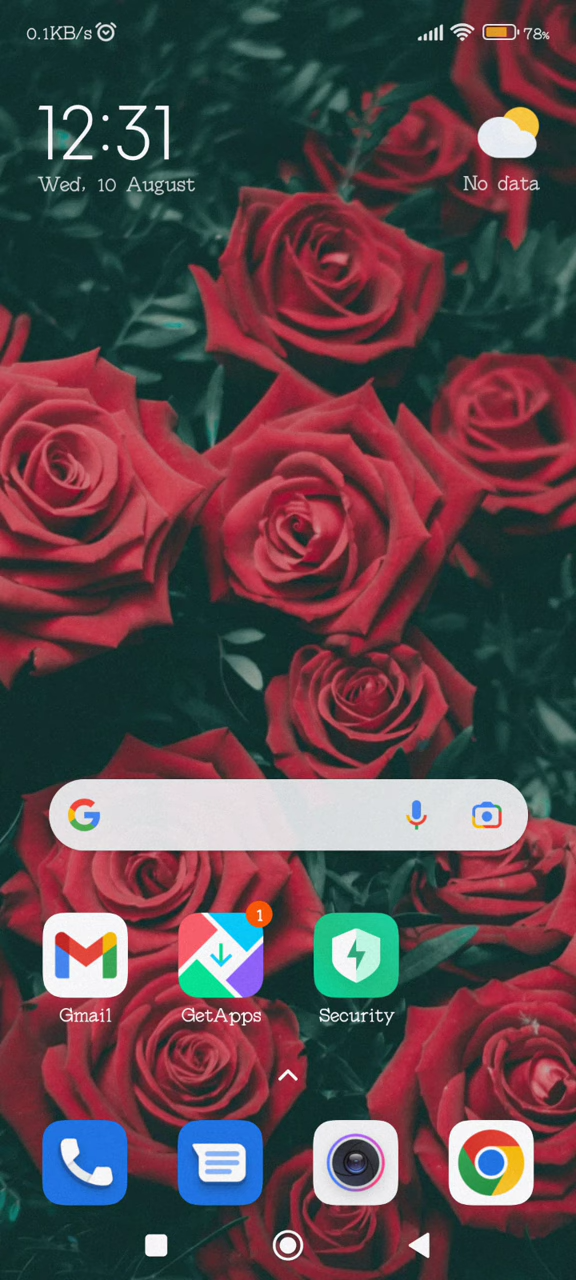 0.1KB/s
78%
12:31
Wed, 10 August
No data
G
Gmail
GetApps
1
Security